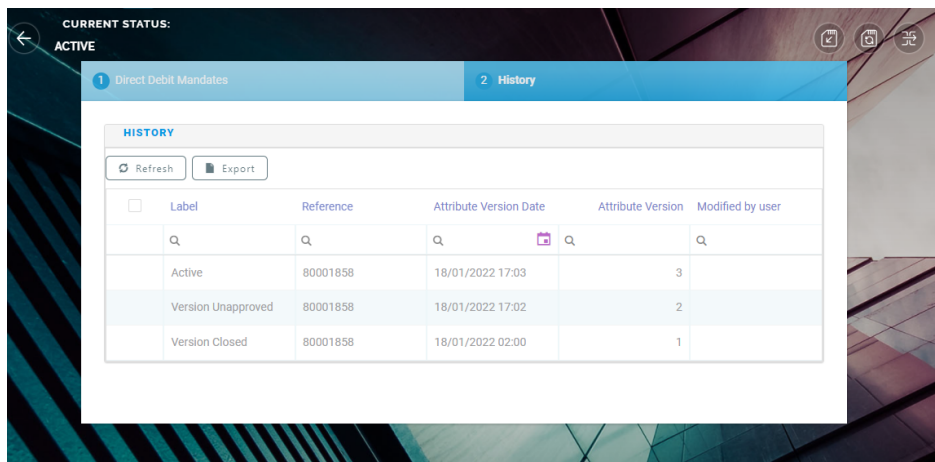 CURRENT STATUS:
ACTIVE
1 Direct Debit Mandates 2 History
HISTORY
Refresh Export
Label Reference Attribute Version Date Attribute Version Modified by user
Active 80001858 18/01/2022 17:03 3
Version Unapproved 80001858 18/01/2022 17:02 2
Version Closed 80001858 18/01/2022 02:00 1